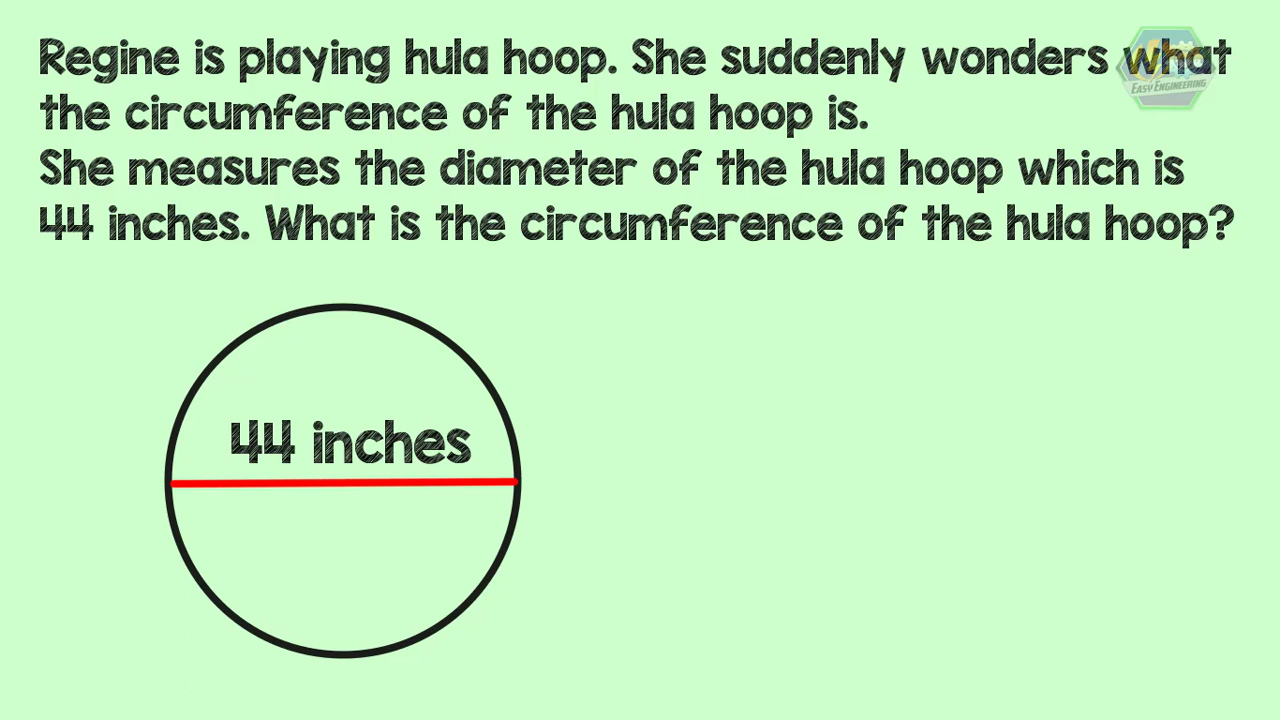 Regine is playing hula hoop. She suddenly wonders what
the circumference of the hula hoop is.
She measures the diameter of the hula hoop which is
44 inches. What is the circumference of the hula hoop?
EASY ENGINEERING
44 inches